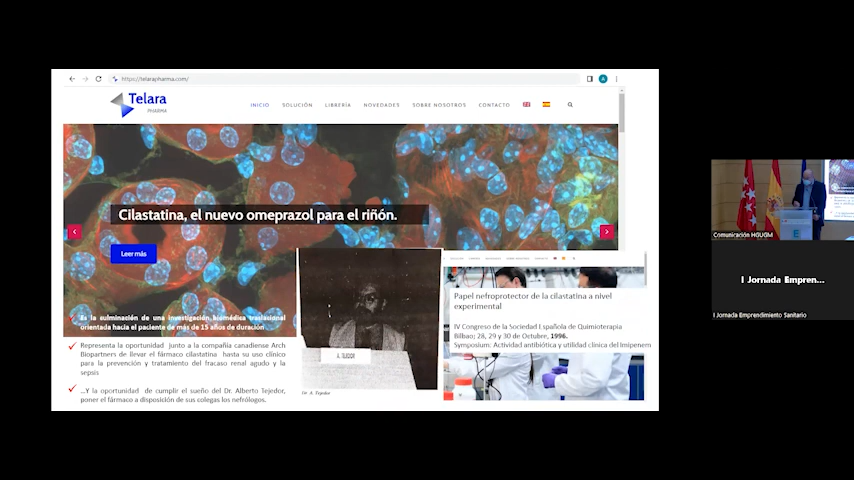 https://telarapharma.com/
Telara
PHARMA
INICIO SOLUCIÓN LIBRERÍA NOVEDADES SOBRE NOSOTROS CONTACTO
Cilastatina, el nuevo omeprazol para el riñón.
Leer más
Es la culminación de una investigación biomédica traslacional
orientada hacia el paciente de más de 15 años de duración
Representa la oportunidad junto a la compañía canadiense Arch
Biopartners de llevar el fármaco cilastatina hasta su uso clínico
para la prevención y tratamiento del fracaso renal agudo y la
sepsis
...Y la oportunidad de cumplir el sueño del Dr. Alberto Tejedor,
poner el fármaco a disposición de sus colegas los nefrólogos.
A. TEJEDOR
Dr A. Tejedor
Papel nefroprotector de la cilastatina a nivel
experimental
IV Congreso de la Sociedad Española de Quimioterapia
Bilbao; 28, 29 y 30 de Octubre, 1996.
Symposium: Actividad antibiótica y utilidad clínica del Imipenem
Comunicación HGUGM
I Jornada Empren...
I Jornada Emprendimiento Sanitario